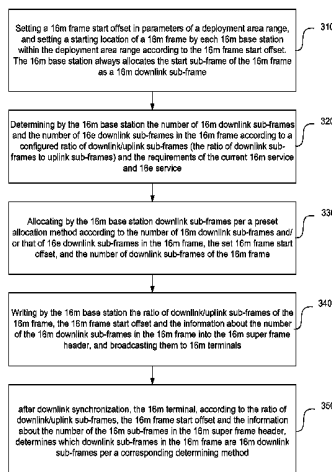 Setting a 16m frame start offset in parameters of a deployment area range,
and setting a starting location of a 16m frame by each 16m base station
within the deployment area range according to the 16m frame start offset.
The 16m base station always allocates the start sub-frame of the 16m frame
as a 16m downlink sub-frame
310
Determining by the 16m base station the number of 16m downlink sub-frames
and the number of 16e downlink sub-frames in the 16m frame according to a
configured ratio of downlink/uplink sub-frames (the ratio of downlink sub-
frames to uplink sub-frames) and the requirements of the current 16m service
and 16e service
320
Allocating by the 16m base station downlink sub-frames per a preset
allocation method according to the number of 16m downlink sub-frames and/
or that of 16e downlink sub-frames in the 16m frame, the set 16m frame start
offset, and the number of downlink sub-frames of the 16m frame
330
Writing by the 16m base station the ratio of downlink/uplink sub-frames of the
16m frame, the 16m frame start offset and the information about the number
of the 16m downlink sub-frames in the 16m frame into the 16m super frame
header, and broadcasting them to 16m terminals
340
after downlink synchronization, the 16m terminal, according to the ratio of
downlink/uplink sub-frames, the 16m frame start offset and the information
about the number of the 16m sub-frames in the 16m super frame header,
determines which downlink sub-frames in the 16m frame are 16m downlink
sub-frames per a corresponding determining method
350